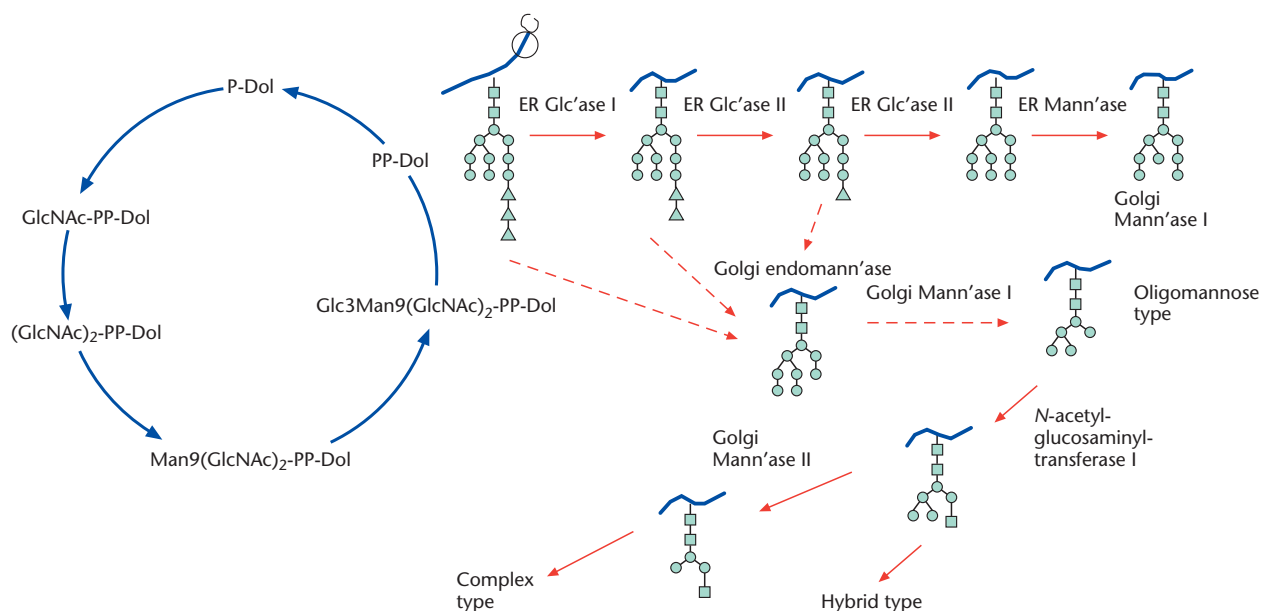 P-Dol
PP-Dol
GlcNAc-PP-Dol
(GlcNAc)₂-PP-Dol
Glc3Man9(GlcNAc)₂-PP-Dol
Man9(GlcNAc)₂-PP-Dol
ER Glc'ase I
ER Glc'ase II
ER Glc'ase II
ER Mann'ase
Golgi
Mann'ase I
Golgi endomann'ase
Golgi Mann'ase I
Oligomannose
type
N-acetyl-
glucosaminyl-
transferase I
Golgi
Mann'ase II
Complex
type
Hybrid type